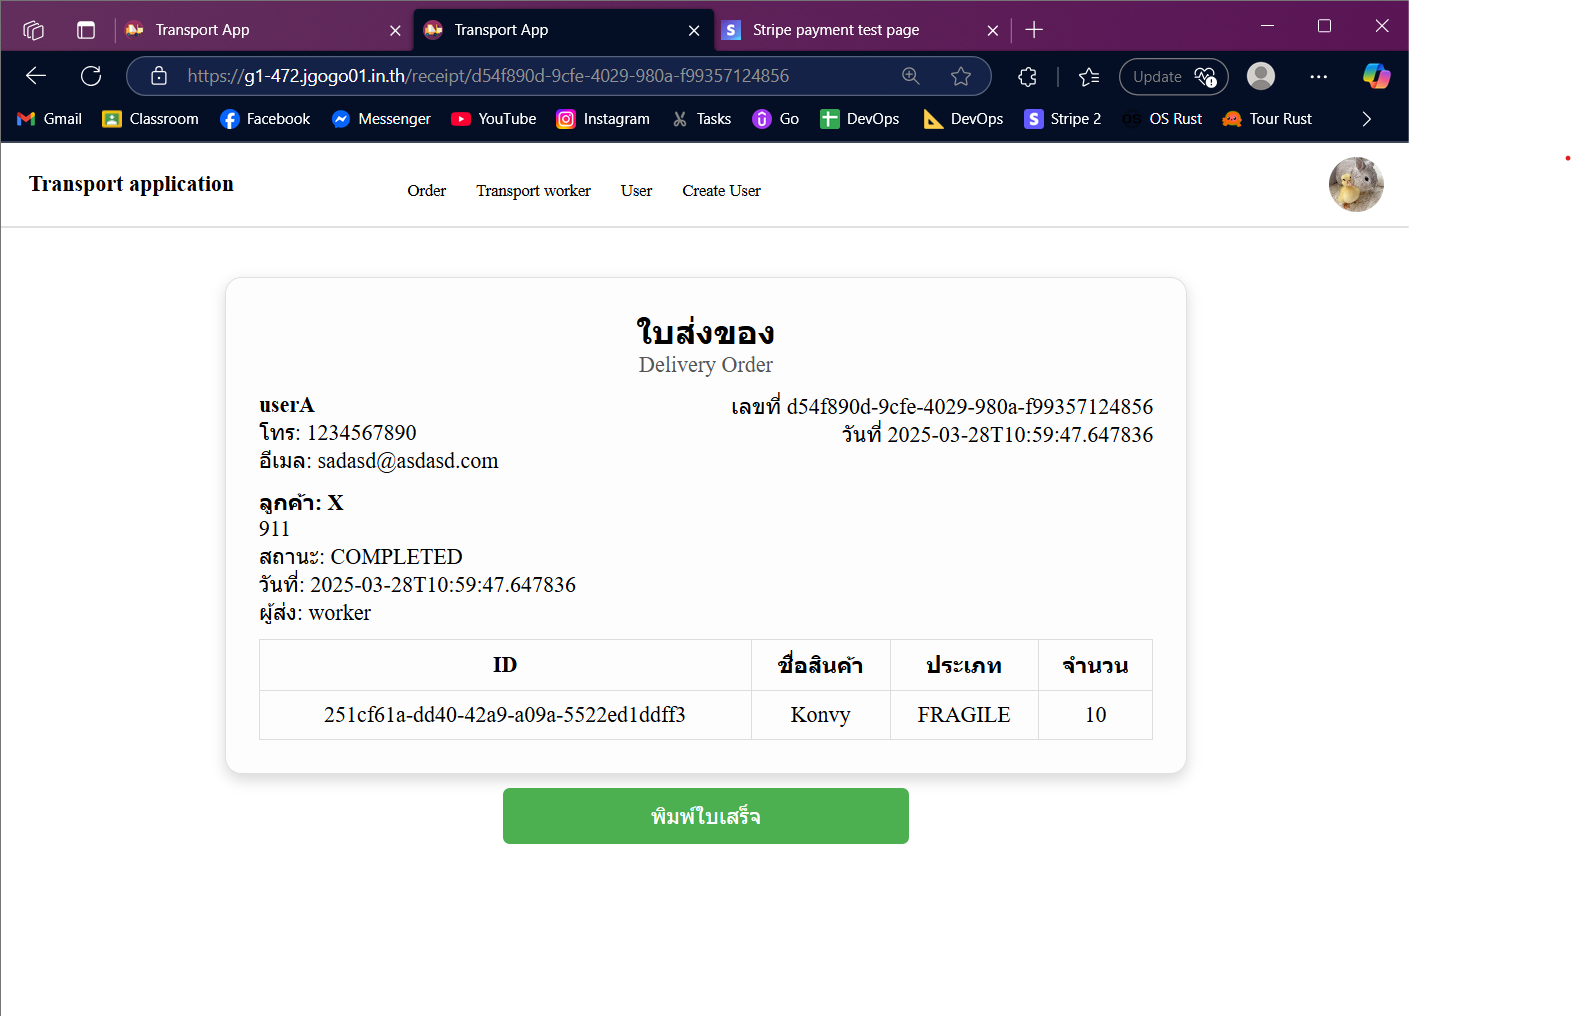 Transport App
Transport App
Stripe payment test page
https://g1-472.jgogo01.in.th/receipt/d54f890d-9cfe-4029-980a-f99357124856
Update
Gmail Classroom Facebook Messenger YouTube Instagram Tasks Go DevOps DevOps Stripe 2 OS OS Rust Tour Rust
Transport application
Order Transport worker User Create User
ใบส่งของ
Delivery Order
userA
โทร: 1234567890
อีเมล: sadasd@asdasd.com
เลขที่ d54f890d-9cfe-4029-980a-f99357124856
วันที่ 2025-03-28T10:59:47.647836
ลูกค้า: X
911
สถานะ: COMPLETED
วันที่: 2025-03-28T10:59:47.647836
ผู้ส่ง: worker
ID ชื่อสินค้า ประเภท จำนวน
251cf61a-dd40-42a9-a09a-5522ed1ddff3 Konvy FRAGILE 10
พิมพ์ใบเสร็จ